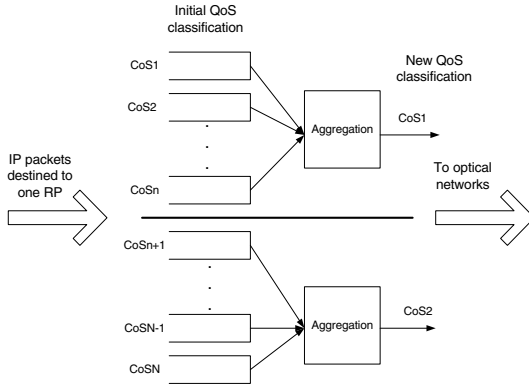 Initial QoS
classification
CoS1
CoS2
CoSn
Aggregation
New QoS
classification
CoS1
IP packets
destined to
one RP
To optical
networks
CoSn+1
CoSN-1
CoSN
Aggregation
CoS2